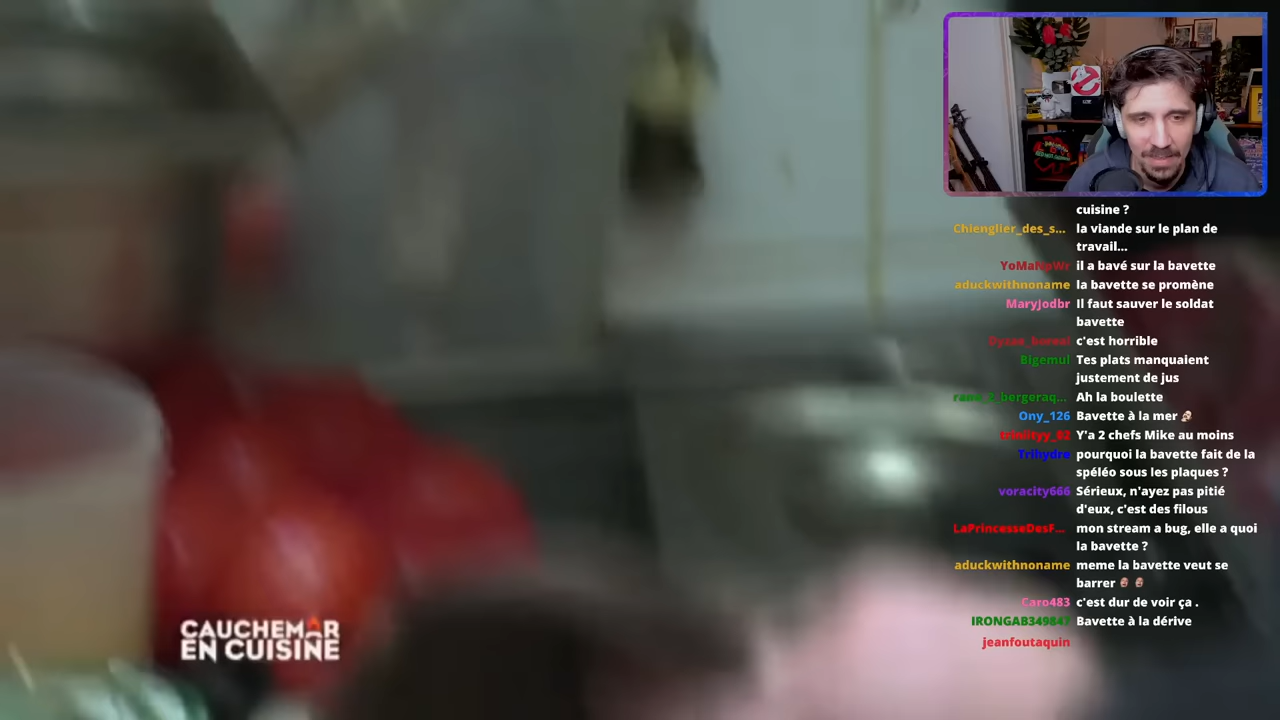 cuisine ?
Chienglier_des_s... la viande sur le plan de
travail...
il a bavé sur la bavette
aduckwithnoname la bavette se promène
Maryjodbr Il faut sauver le soldat
bavette
c'est horrible
Bigemul Tes plats manquaient
justement de jus
Ah la boulette
Ony_126 Bavette à la mer
Y'a 2 chefs Mike au moins
Trihydre pourquoi la bavette fait de la
spéléo sous les plaques ?
voracity666 Sérieux, n'ayez pas pitié
d'eux, c'est des filous
LaPrincesseDesF... mon stream a bug, elle a quoi
la bavette ?
aduckwithnoname meme la bavette veut se
barrer
Caro483 c'est dur de voir ça .
IRONGAB349847 Bavette à la dérive
jeanfoutaquin
CAUCHEMAR
EN CUISINE